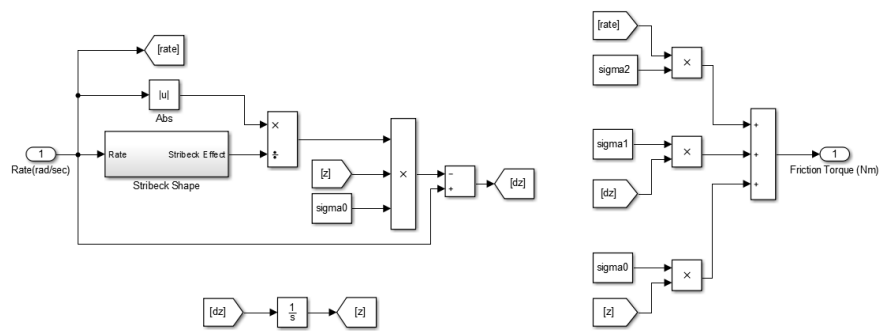 [rate]
|u|
Abs
×
÷
1
Rate(rad/sec)
Rate
Stribeck Effect
Stribeck Shape
[z]
sigma0
×
−
+
[dz]
[dz]
1
s
[z]
[rate]
sigma2
×
sigma1
[dz]
×
sigma0
[z]
×
+
+
+
1
Friction Torque (Nm)